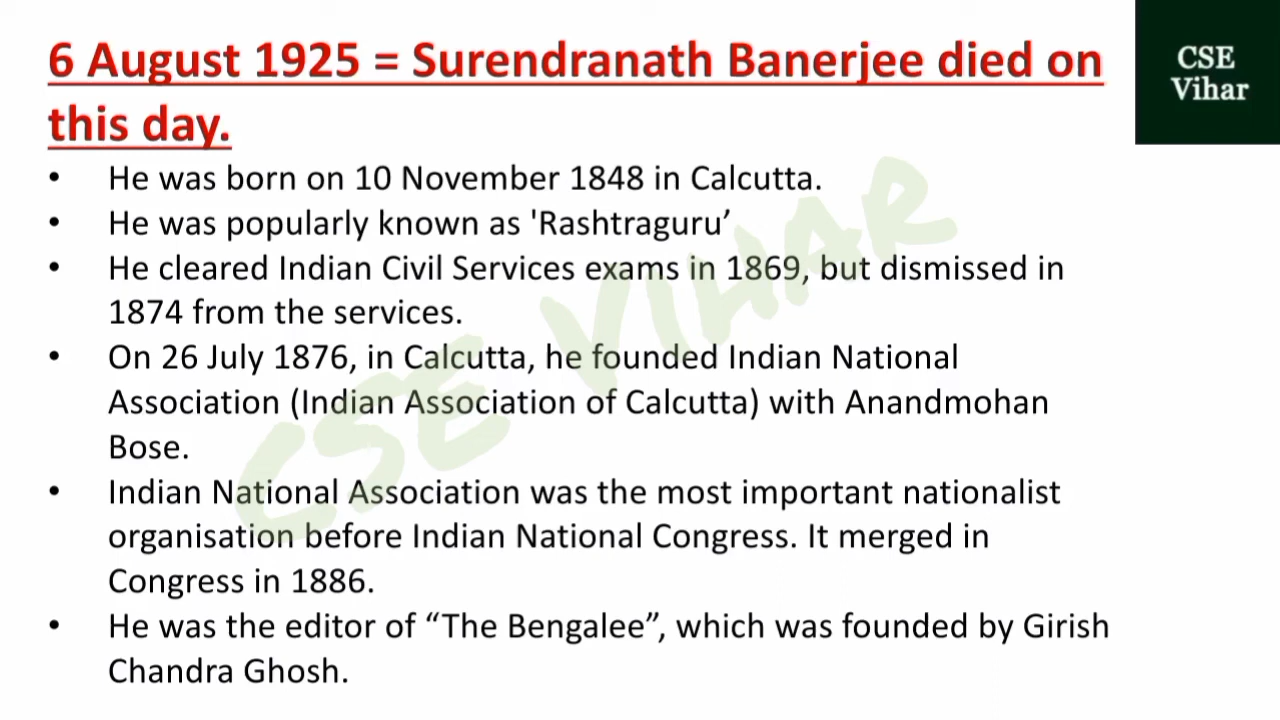 6 August 1925 = Surendranath Banerjee died on
this day.
CSE
Vihar
• He was born on 10 November 1848 in Calcutta.
• He was popularly known as 'Rashtraguru’
• He cleared Indian Civil Services exams in 1869, but dismissed in
1874 from the services.
• On 26 July 1876, in Calcutta, he founded Indian National
Association (Indian Association of Calcutta) with Anandmohan
Bose.
• Indian National Association was the most important nationalist
organisation before Indian National Congress. It merged in
Congress in 1886.
• He was the editor of “The Bengalee”, which was founded by Girish
Chandra Ghosh.
CSE VIHAR